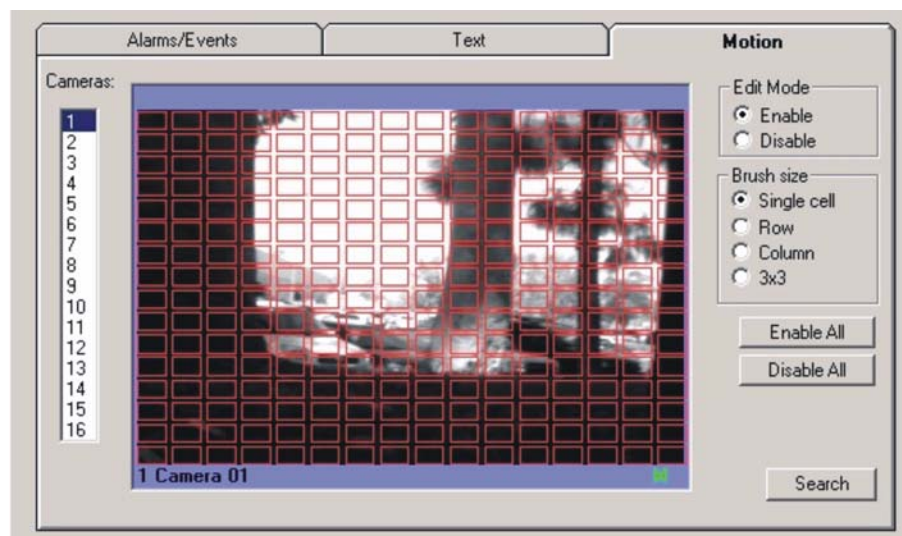 Alarms/Events
Text
Motion
Cameras:
1
2
3
4
5
6
7
8
9
10
11
12
13
14
15
16
1 Camera 01
Edit Mode
Enable
Disable
Brush size
Single cell
Row
Column
3x3
Enable All
Disable All
Search